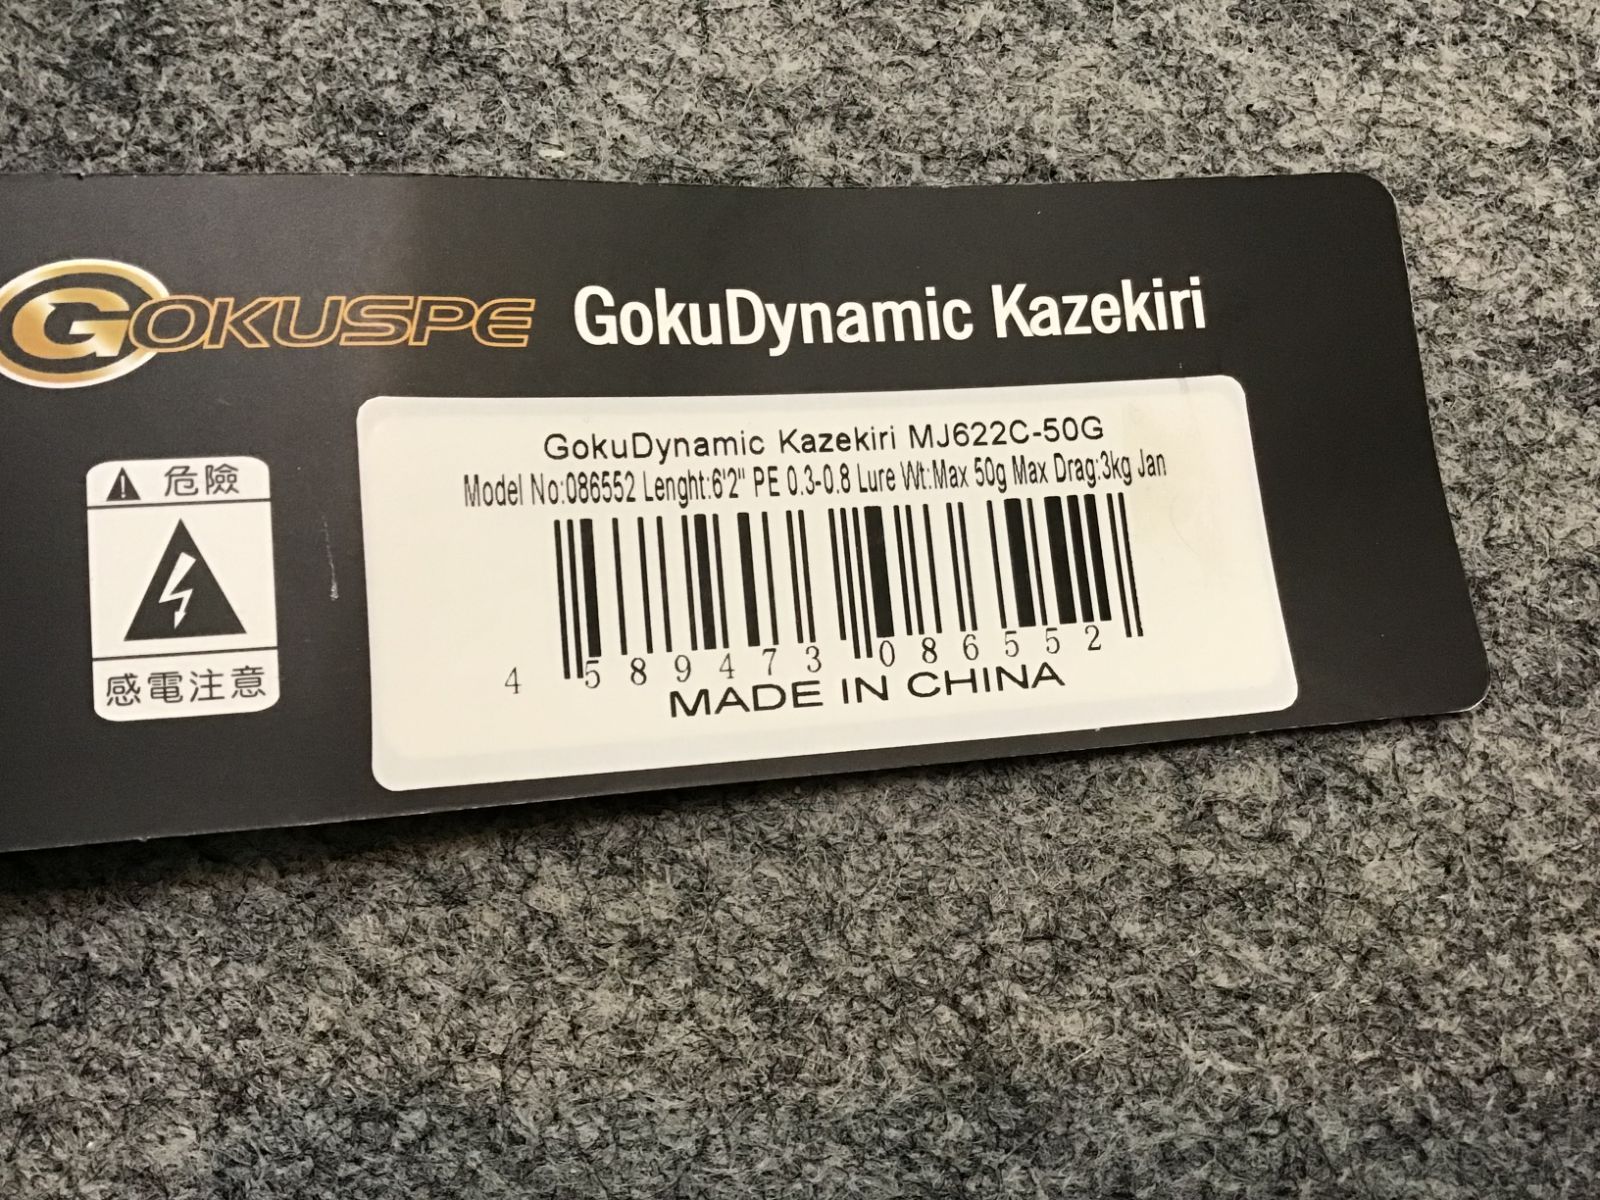 GOKUSPE GokuDynamic Kazekiri
危險
感電注意
GokuDynamic Kazekiri MJ622C-50G
Model No:086552 Lenght:6'2" PE 0.3-0.8 Lure Wt:Max 50g Max Drag:3kg Jan
4 589473 086552
MADE IN CHINA